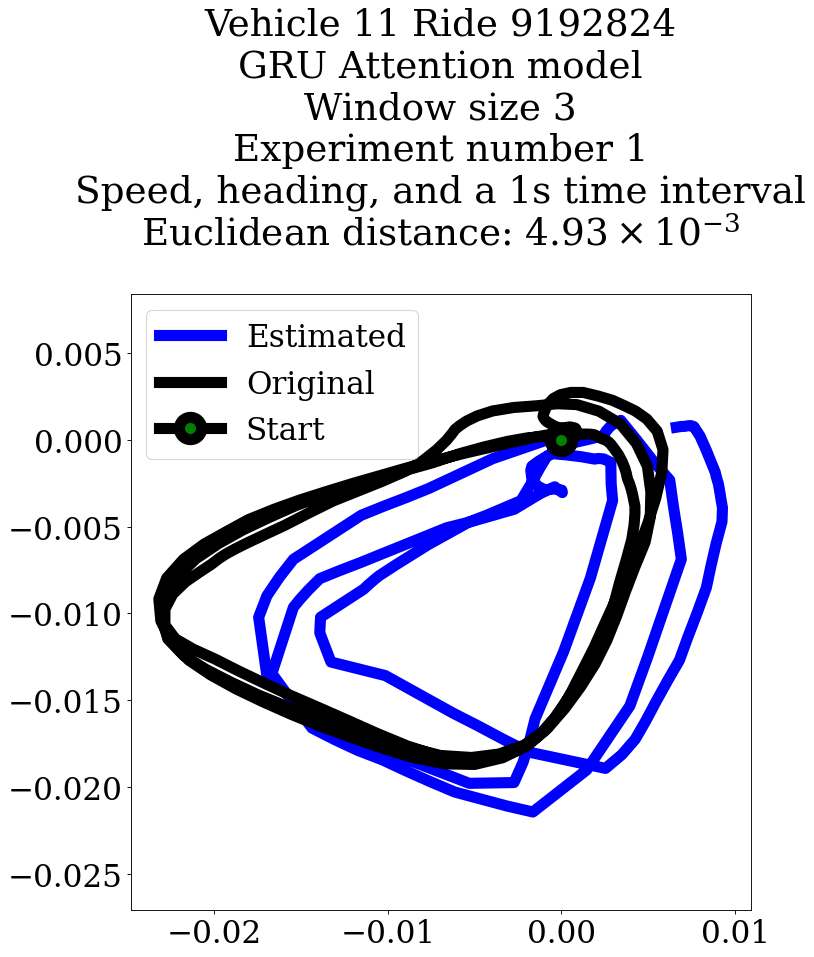 Vehicle 11 Ride 9192824
GRU Attention model
Window size 3
Experiment number 1
Speed, heading, and a 1s time interval
Euclidean distance: 4.93 × 10⁻³
Estimated
Original
Start
0.005
0.000
−0.005
−0.010
−0.015
−0.020
−0.025
−0.02
−0.01
0.00
0.01